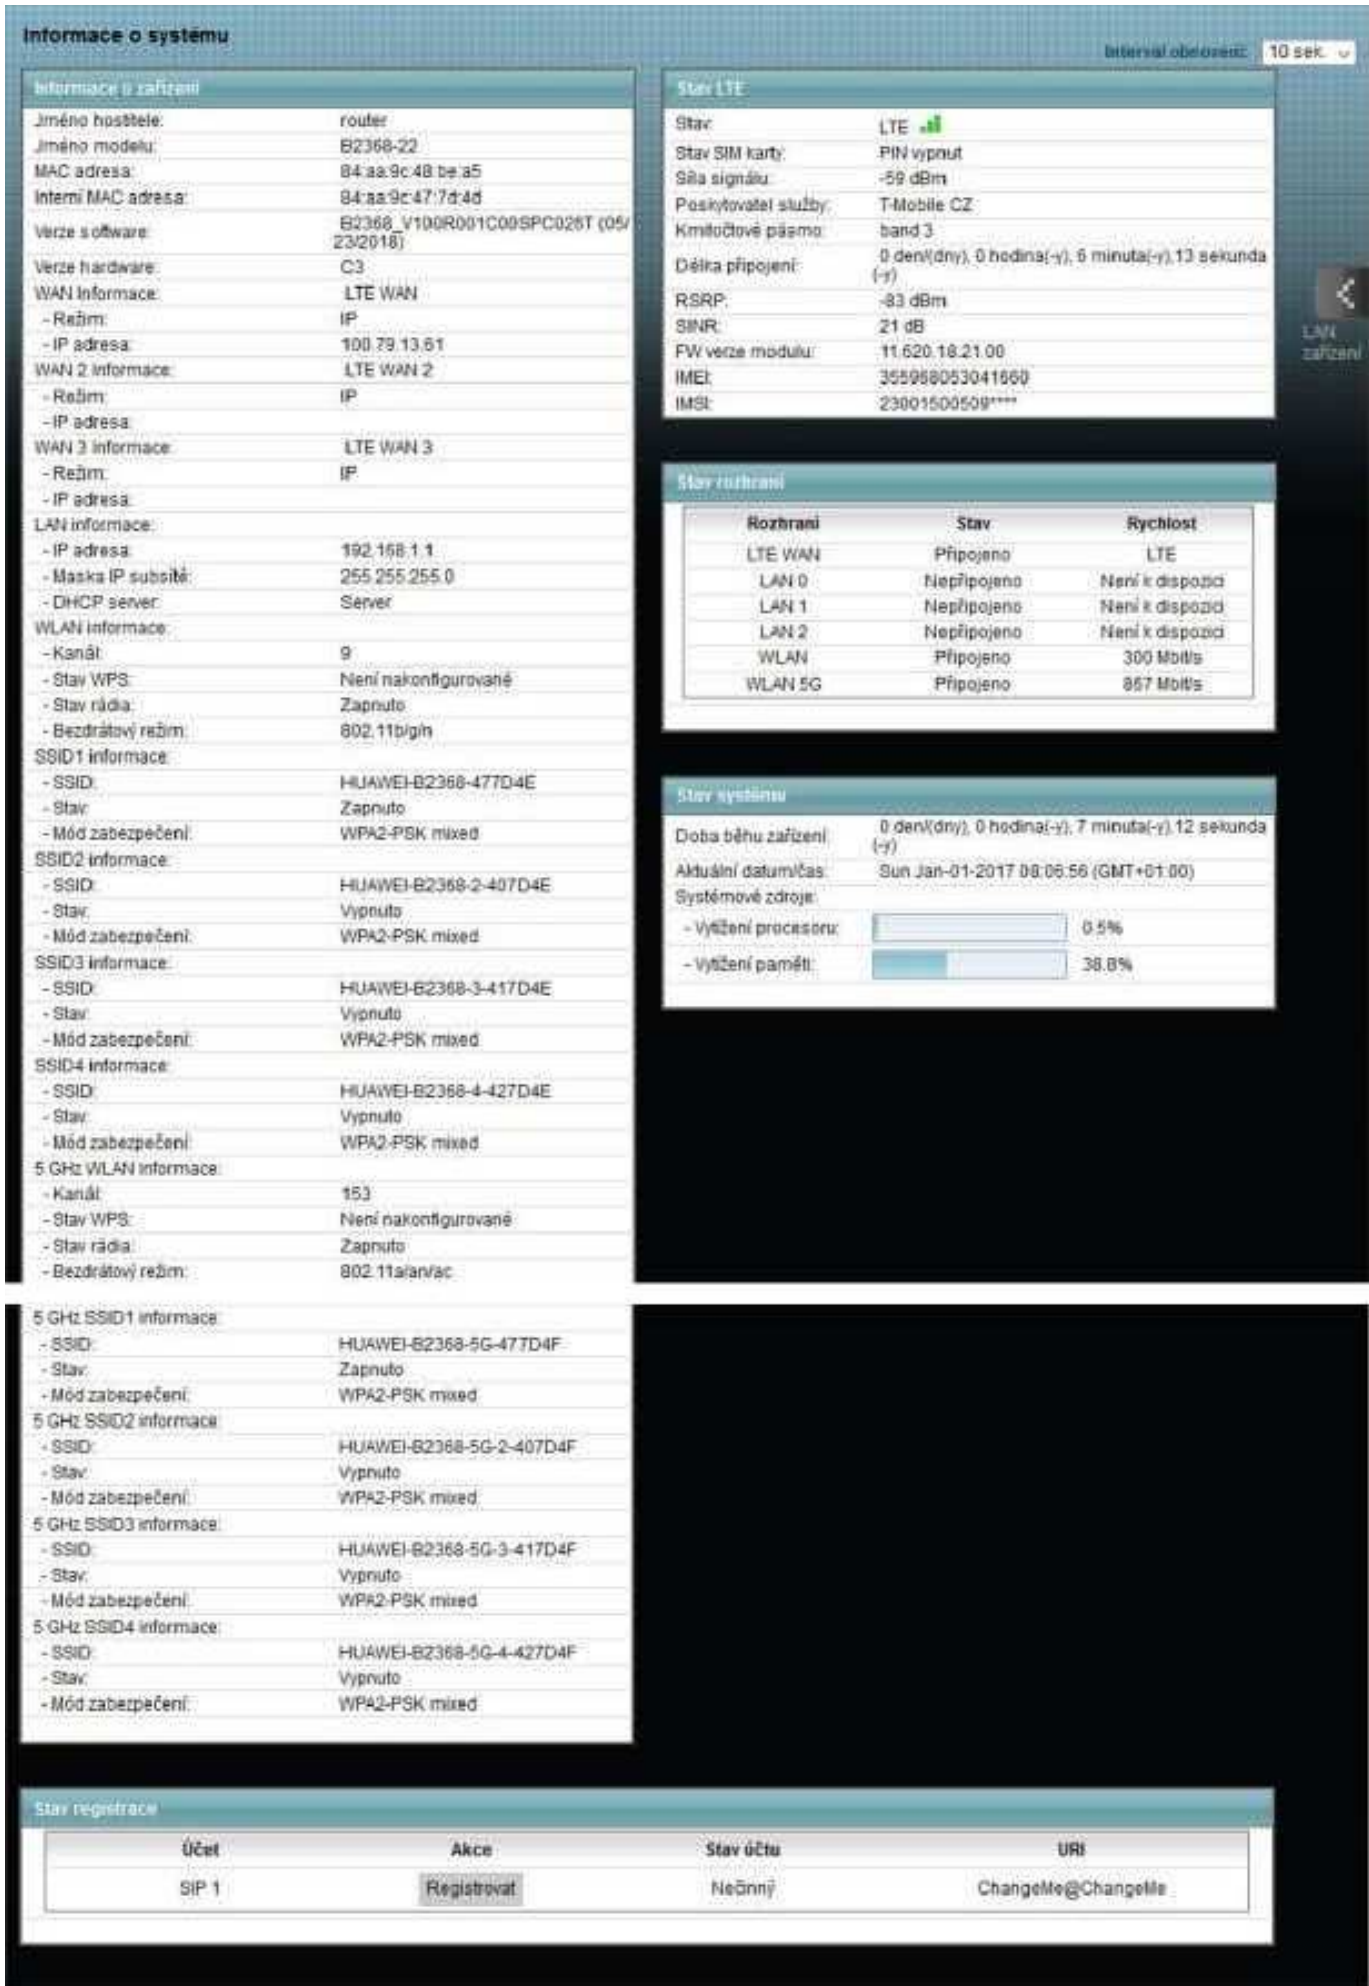 Informace o systému
Interval obnovení: 10 sek.
Informace o zařízení
Jméno hostitele: router
Jméno modelu: B2368-22
MAC adresa: 84:aa:9c:48:be:a5
Interní MAC adresa: 84:aa:9c:47:7d:4d
Verze software: B2368_V100R001C00SPC026T (05/
23/2018)
Verze hardware: C3
WAN Informace: LTE WAN
- Režim: IP
- IP adresa: 100.79.13.61
WAN 2 informace: LTE WAN 2
- Režim: IP
- IP adresa:
WAN 3 informace: LTE WAN 3
- Režim: IP
- IP adresa:
LAN informace:
- IP adresa: 192.168.1.1
- Maska IP subsítě: 255.255.255.0
- DHCP server: Server
WLAN informace:
- Kanál: 9
- Stav WPS: Není nakonfigurované
- Stav rádia: Zapnuto
- Bezdrátový režim: 802.11b/g/n
SSID1 informace:
- SSID: HUAWEI-B2368-477D4E
- Stav: Zapnuto
- Mód zabezpečení: WPA2-PSK mixed
SSID2 informace:
- SSID: HUAWEI-B2368-2-407D4E
- Stav: Vypnuto
- Mód zabezpečení: WPA2-PSK mixed
SSID3 informace:
- SSID: HUAWEI-B2368-3-417D4E
- Stav: Vypnuto
- Mód zabezpečení: WPA2-PSK mixed
SSID4 informace:
- SSID: HUAWEI-B2368-4-427D4E
- Stav: Vypnuto
- Mód zabezpečení: WPA2-PSK mixed
5 GHz WLAN informace:
- Kanál: 153
- Stav WPS: Není nakonfigurované
- Stav rádia: Zapnuto
- Bezdrátový režim: 802.11a/an/ac
5 GHz SSID1 informace:
- SSID: HUAWEI-B2368-5G-477D4F
- Stav: Zapnuto
- Mód zabezpečení: WPA2-PSK mixed
5 GHz SSID2 informace:
- SSID: HUAWEI-B2368-5G-2-407D4F
- Stav: Vypnuto
- Mód zabezpečení: WPA2-PSK mixed
5 GHz SSID3 informace:
- SSID: HUAWEI-B2368-5G-3-417D4F
- Stav: Vypnuto
- Mód zabezpečení: WPA2-PSK mixed
5 GHz SSID4 informace:
- SSID: HUAWEI-B2368-5G-4-427D4F
- Stav: Vypnuto
- Mód zabezpečení: WPA2-PSK mixed
Stav LTE
Stav: LTE
Stav SIM karty: PIN vypnut
Síla signálu: -59 dBm
Poskytovatel služby: T-Mobile CZ
Kmitočtové pásmo: band 3
Délka připojení: 0 den/(dny), 0 hodina(-y), 6 minuta(-y),13 sekunda
(-y)
RSRP: -83 dBm
SINR: 21 dB
FW verze modulu: 11.620.18.21.00
IMEI: 355968053041660
IMSI: 23001500509****
LAN
zařízení
Stav rozhraní
Rozhraní Stav Rychlost
LTE WAN Připojeno LTE
LAN 0 Nepřipojeno Není k dispozici
LAN 1 Nepřipojeno Není k dispozici
LAN 2 Nepřipojeno Není k dispozici
WLAN Připojeno 300 Mbit/s
WLAN 5G Připojeno 867 Mbit/s
Stav systému
Doba běhu zařízení: 0 den/(dny), 0 hodina(-y), 7 minuta(-y),12 sekunda
(-y)
Aktuální datum/čas: Sun Jan-01-2017 08:06:56 (GMT+01:00)
Systémové zdroje:
- Vytížení procesoru: 0.5%
- Vytížení paměti: 38.8%
Stav registrace
Účet Akce Stav účtu URI
SIP 1 Registrovat Nečinný ChangeMe@ChangeMe